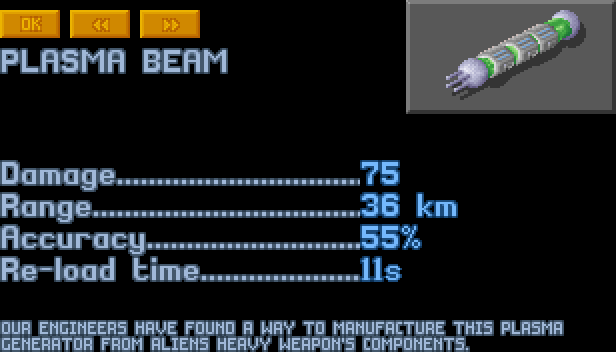 OK << >>
PLASMA BEAM
Damage..............................75
Range.................................36 km
Accuracy..........................55%
Re-load time...................11s
OUR ENGINEERS HAVE FOUND A WAY TO MANUFACTURE THIS PLASMA
GENERATOR FROM ALIENS HEAVY WEAPON'S COMPONENTS.